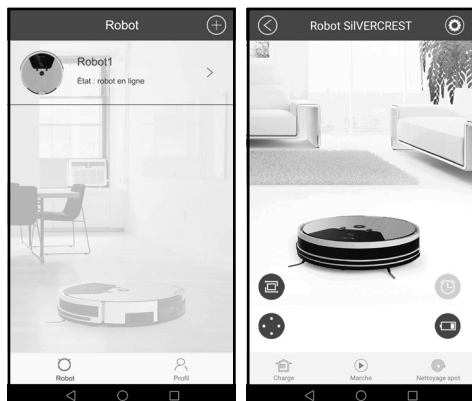 Robot
Robot1
État : robot en ligne
Robot
Profil
Robot SilVERCREST
Charge
Marche
Nettoyage spot